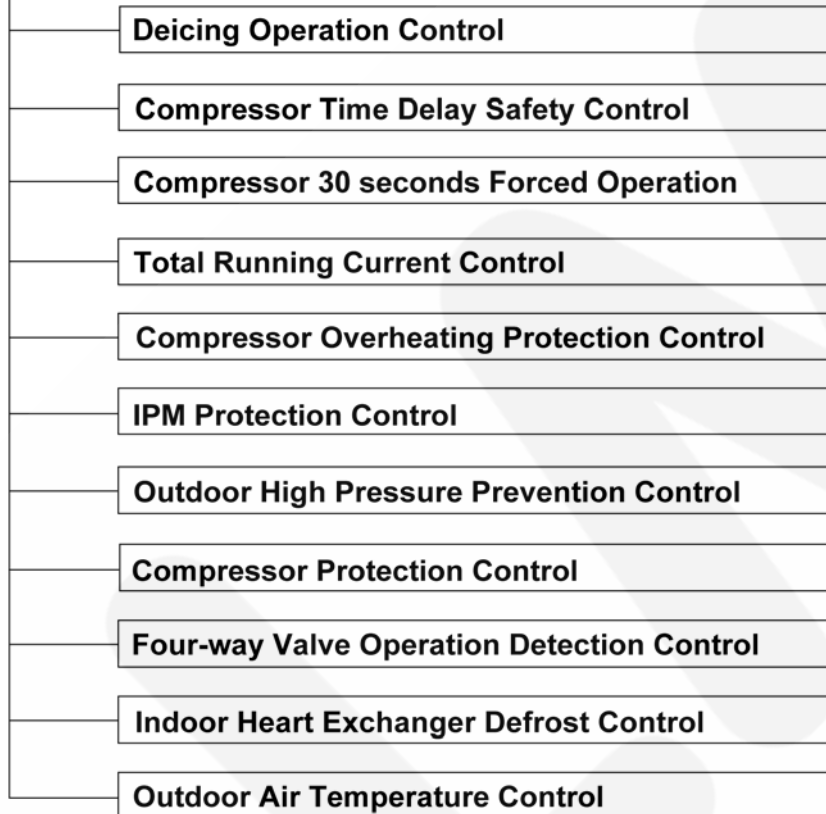 Deicing Operation Control
Compressor Time Delay Safety Control
Compressor 30 seconds Forced Operation
Total Running Current Control
Compressor Overheating Protection Control
IPM Protection Control
Outdoor High Pressure Prevention Control
Compressor Protection Control
Four-way Valve Operation Detection Control
Indoor Heart Exchanger Defrost Control
Outdoor Air Temperature Control